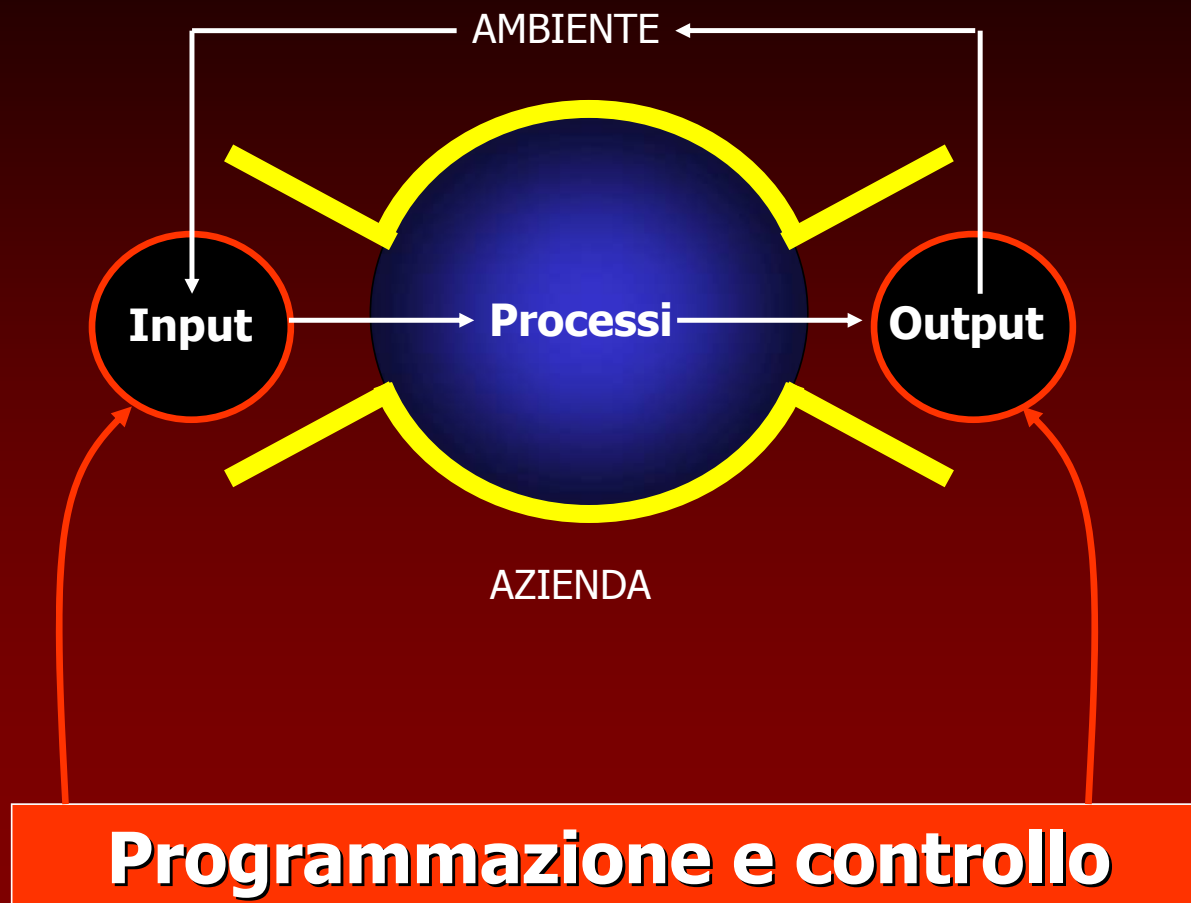 AMBIENTE
Input
Processi
Output
AZIENDA
Programmazione e controllo